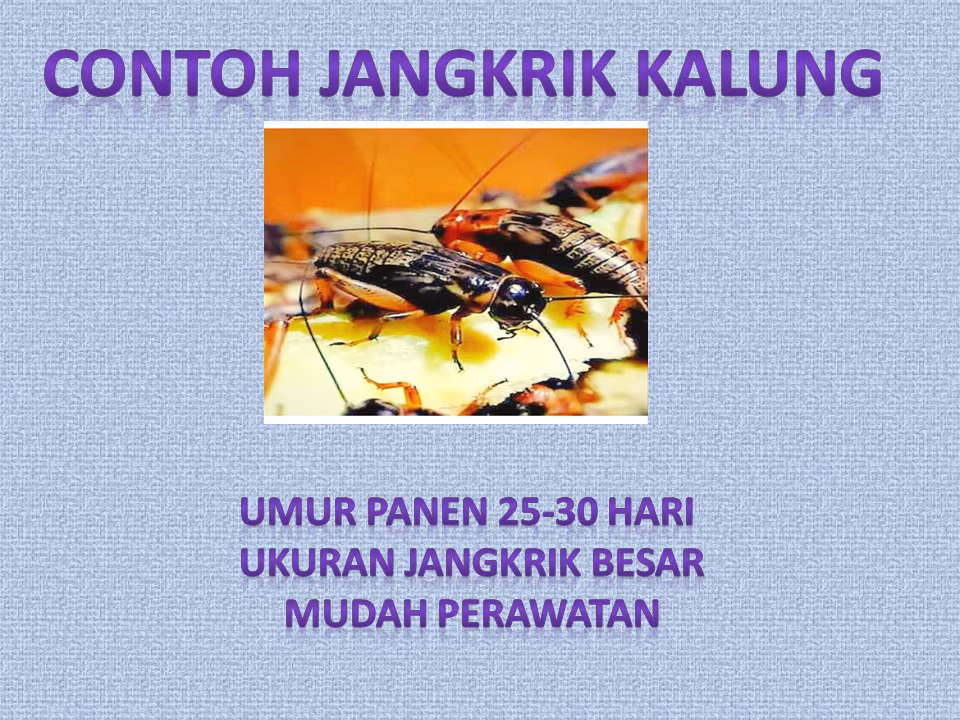 CONTOH JANGKRIK KALUNG
UMUR PANEN 25-30 HARI
UKURAN JANGKRIK BESAR
MUDAH PERAWATAN